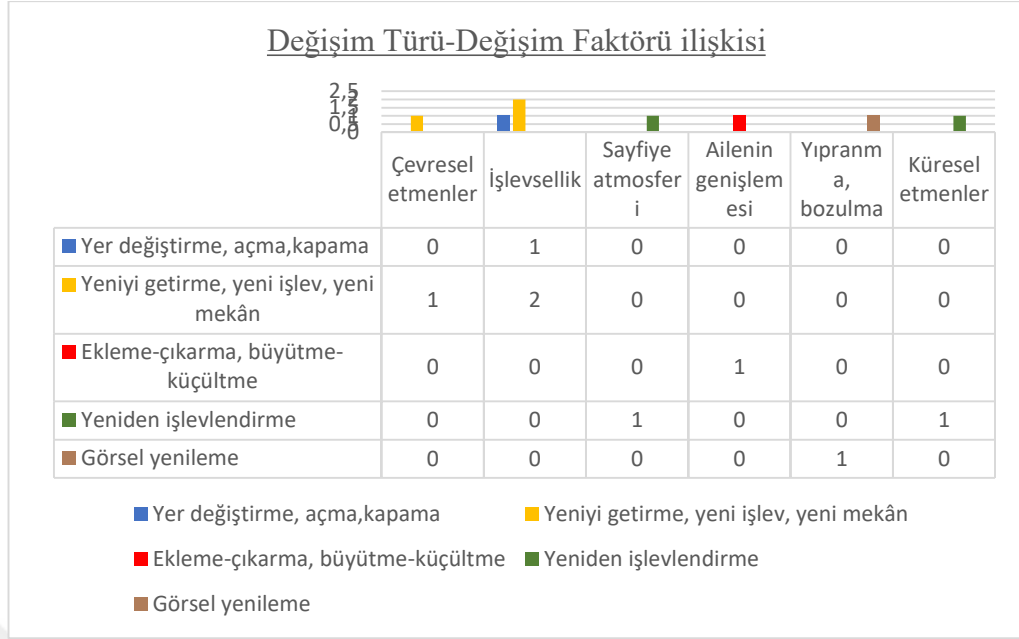 Değişim Türü-Değişim Faktörü ilişkisi
2,5
2
1,5
1
0,5
0
Çevresel
etmenler
İşlevsellik
Sayfiye
atmosfer
i
Ailenin
genişlem
esi
Yıpranm
a,
bozulma
Küresel
etmenler
Yer değiştirme, açma,kapama 0 1 0 0 0 0
Yeniyi getirme, yeni işlev, yeni
mekân 1 2 0 0 0 0
Ekleme-çıkarma, büyütme-
küçültme 0 0 0 1 0 0
Yeniden işlevlendirme 0 0 1 0 0 1
Görsel yenileme 0 0 0 0 1 0
Yer değiştirme, açma,kapama
Yeniyi getirme, yeni işlev, yeni mekân
Ekleme-çıkarma, büyütme-küçültme
Yeniden işlevlendirme
Görsel yenileme